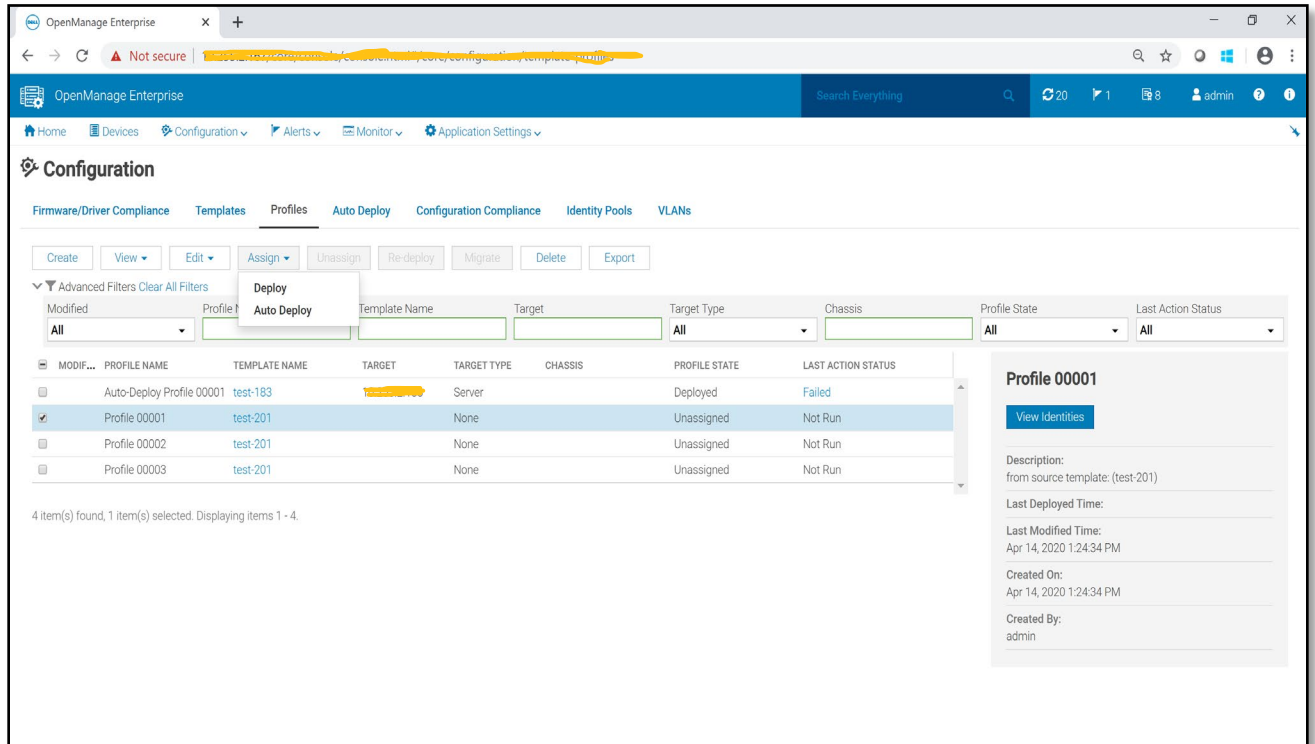 OpenManage Enterprise
Not secure
OpenManage Enterprise Search Everything 20 1 8 admin
Home Devices Configuration Alerts Monitor Application Settings
Configuration
Firmware/Driver Compliance Templates Profiles Auto Deploy Configuration Compliance Identity Pools VLANs
Create View Edit Assign Unassign Re-deploy Migrate Delete Export
Advanced Filters Clear All Filters
Deploy
Auto Deploy
Modified Profile Template Name Target Target Type Chassis Profile State Last Action Status
All All All All
MODIF... PROFILE NAME TEMPLATE NAME TARGET TARGET TYPE CHASSIS PROFILE STATE LAST ACTION STATUS
Auto-Deploy Profile 00001 test-183 Server Deployed Failed
Profile 00001 test-201 None Unassigned Not Run
Profile 00002 test-201 None Unassigned Not Run
Profile 00003 test-201 None Unassigned Not Run
4 item(s) found, 1 item(s) selected. Displaying items 1 - 4.
Profile 00001
View Identities
Description:
from source template: (test-201)
Last Deployed Time:
Last Modified Time:
Apr 14, 2020 1:24:34 PM
Created On:
Apr 14, 2020 1:24:34 PM
Created By:
admin